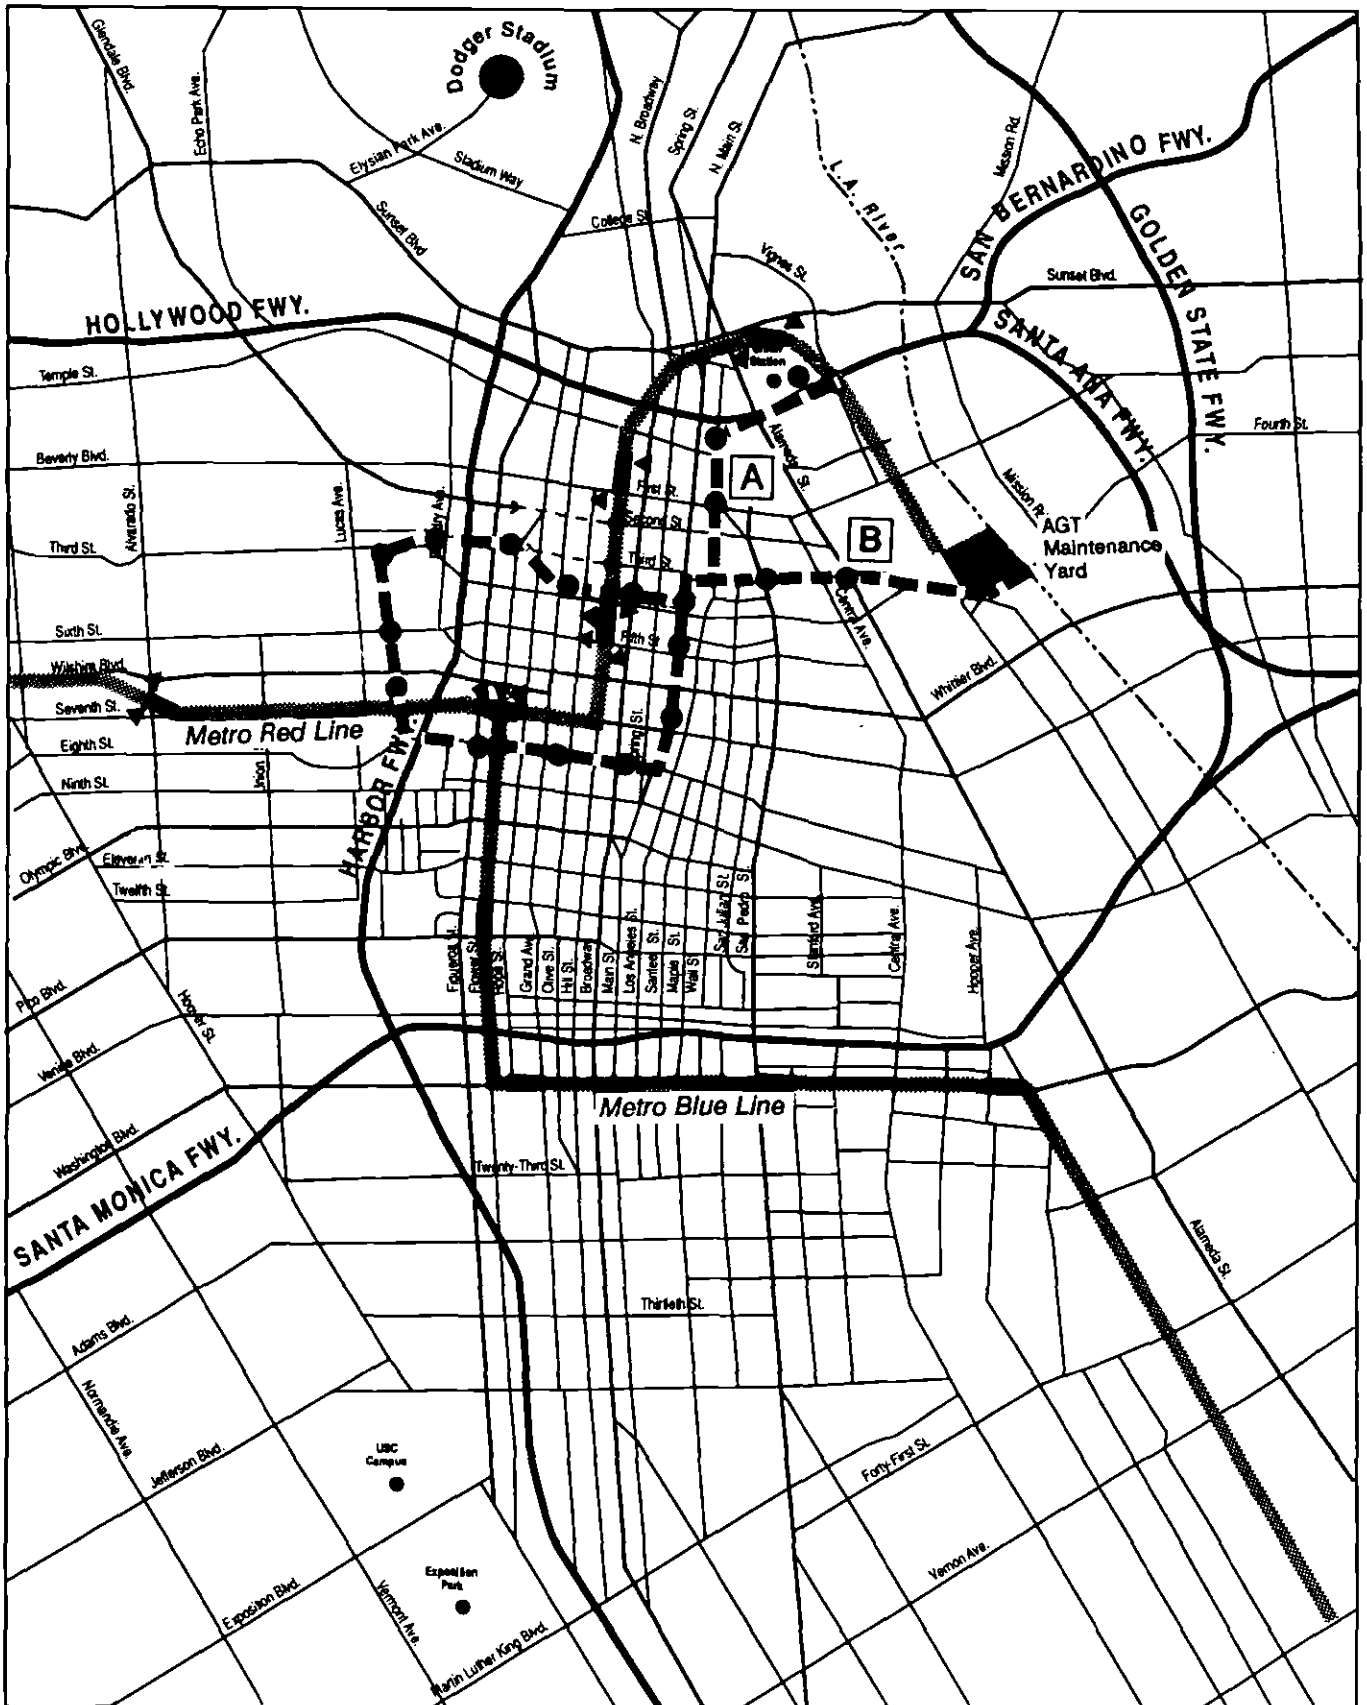 Dodger Stadium
Glendale Blvd.
Echo Park Ave.
Elysian Park Ave.
Stadium Way
Sunset Blvd
N. Broadway
Spring St.
N. Main St.
College St.
L.A. River
Mission Rd.
SAN BERNARDINO FWY.
GOLDEN STATE FWY.
Vignes St.
Sunset Blvd.
HOLLYWOOD FWY.
SANTA ANA FWY.
Station
Temple St.
Alameda St.
Fourth St.
Beverly Blvd.
A
First St.
Alvarado St.
Lucas Ave.
Second St.
Mission Rd.
B
AGT
Maintenance
Yard
Third St.
Third St.
Central Ave.
Sixth St.
Fifth St.
Wilshire Blvd.
Whittier Blvd.
Seventh St.
Metro Red Line
Spring St.
Eighth St.
Union
HARBOR FWY.
Ninth St.
Olympic Blvd.
Eleventh St.
Twelfth St.
Figueroa St.
Flower St.
Hope St.
Grand Av.
Olive St.
Hill St.
Broadway
Main St.
Los Angeles St.
Santee St.
Maple St.
Wall St.
San Julian St.
San Pedro St.
Stanford Ave.
Central Ave.
Hooper Ave.
Pico Blvd.
Hoover St.
Venice Blvd.
Metro Blue Line
Washington Blvd.
SANTA MONICA FWY.
Twenty-Third St.
Alameda St.
Thirtieth St.
Adams Blvd.
Normandie Ave.
Jefferson Blvd.
USC
Campus
Forty-First St.
Exposition
Park
Vernon Ave.
Exposition Blvd.
Vermont Ave.
Martin Luther King Blvd.